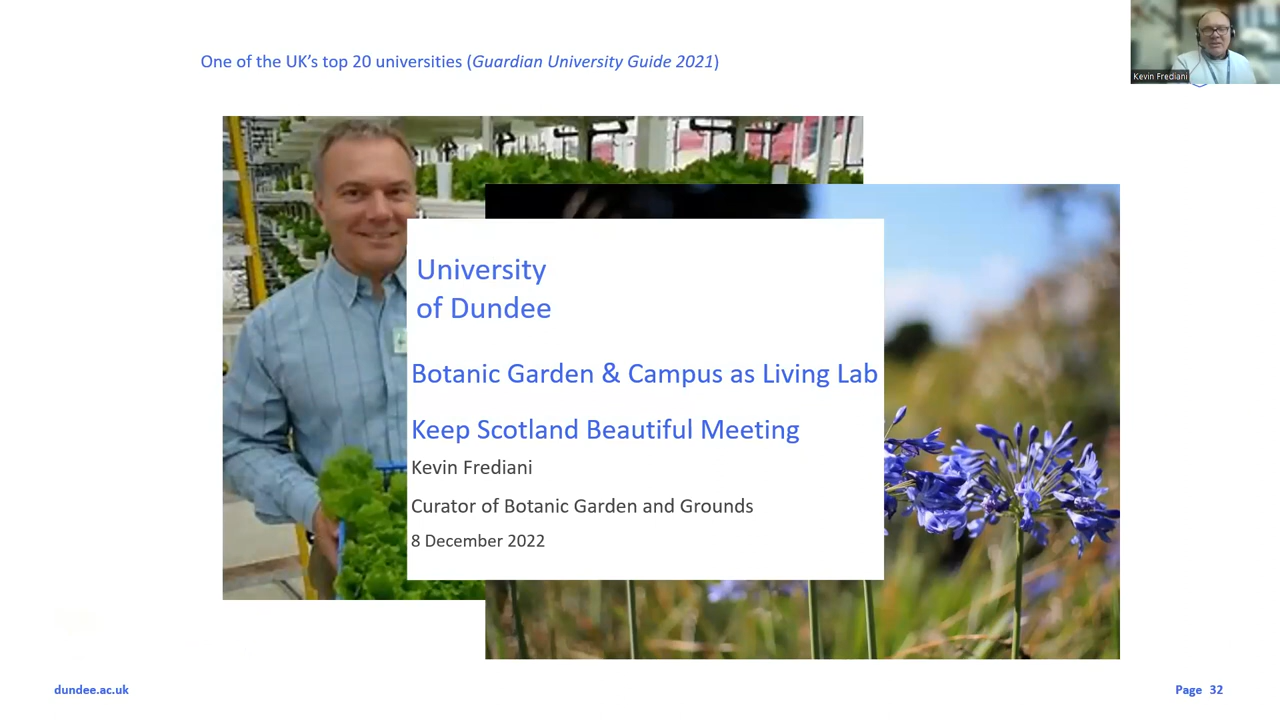 One of the UK’s top 20 universities (Guardian University Guide 2021)
Kevin Frediani
University
of Dundee
Botanic Garden & Campus as Living Lab
Keep Scotland Beautiful Meeting
Kevin Frediani
Curator of Botanic Garden and Grounds
8 December 2022
dundee.ac.uk
Page 32